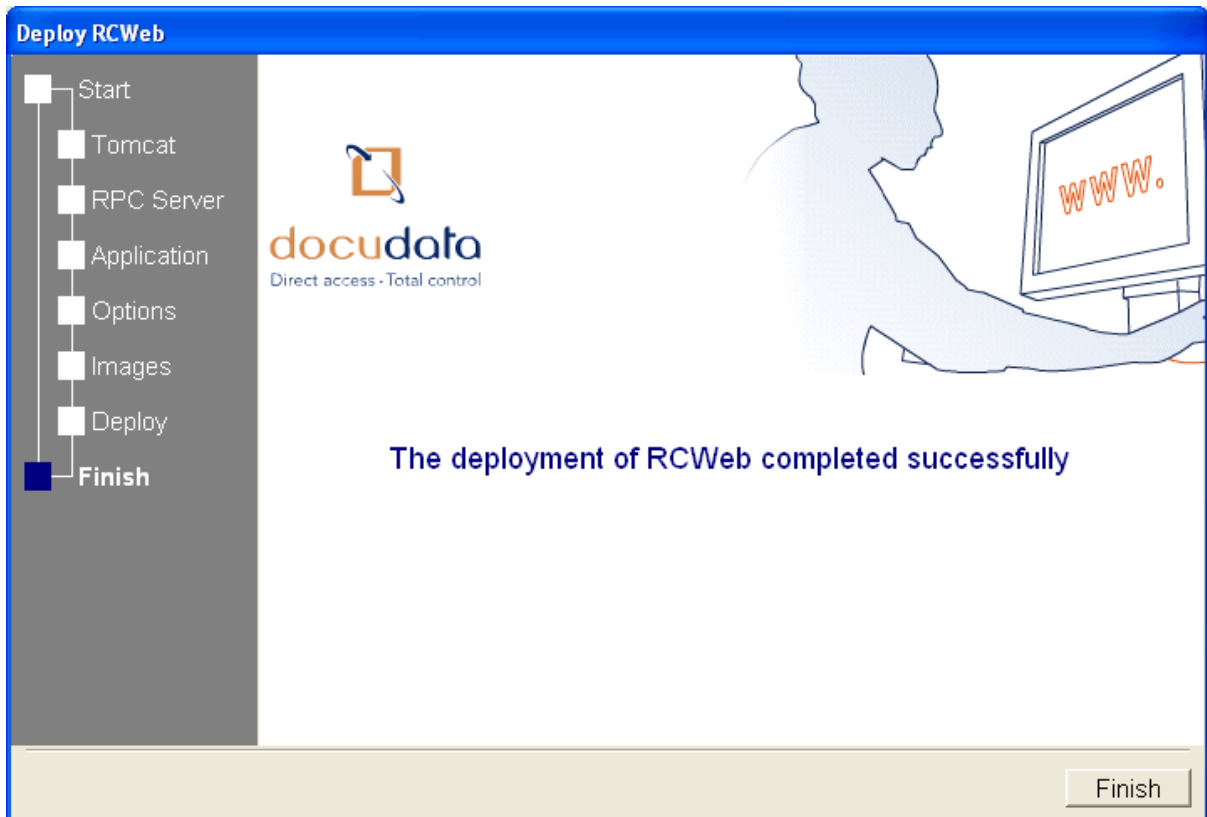 Deploy RCWeb
Start
Tomcat
RPC Server
Application
Options
Images
Deploy
Finish
docudata
Direct access · Total control
www.
The deployment of RCWeb completed successfully
Finish